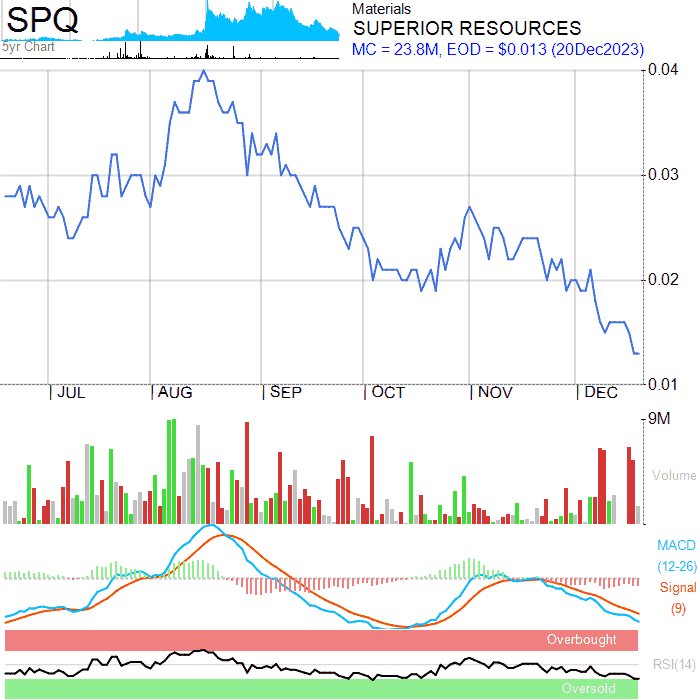 SPQ
5yr Chart
Materials
SUPERIOR RESOURCES
MC = 23.8M, EOD = $0.013 (20Dec2023)
0.04
0.03
0.02
0.01
JUL AUG SEP OCT NOV DEC
9M
Volume
MACD
(12-26)
Signal
(9)
Overbought
RSI(14)
Oversold